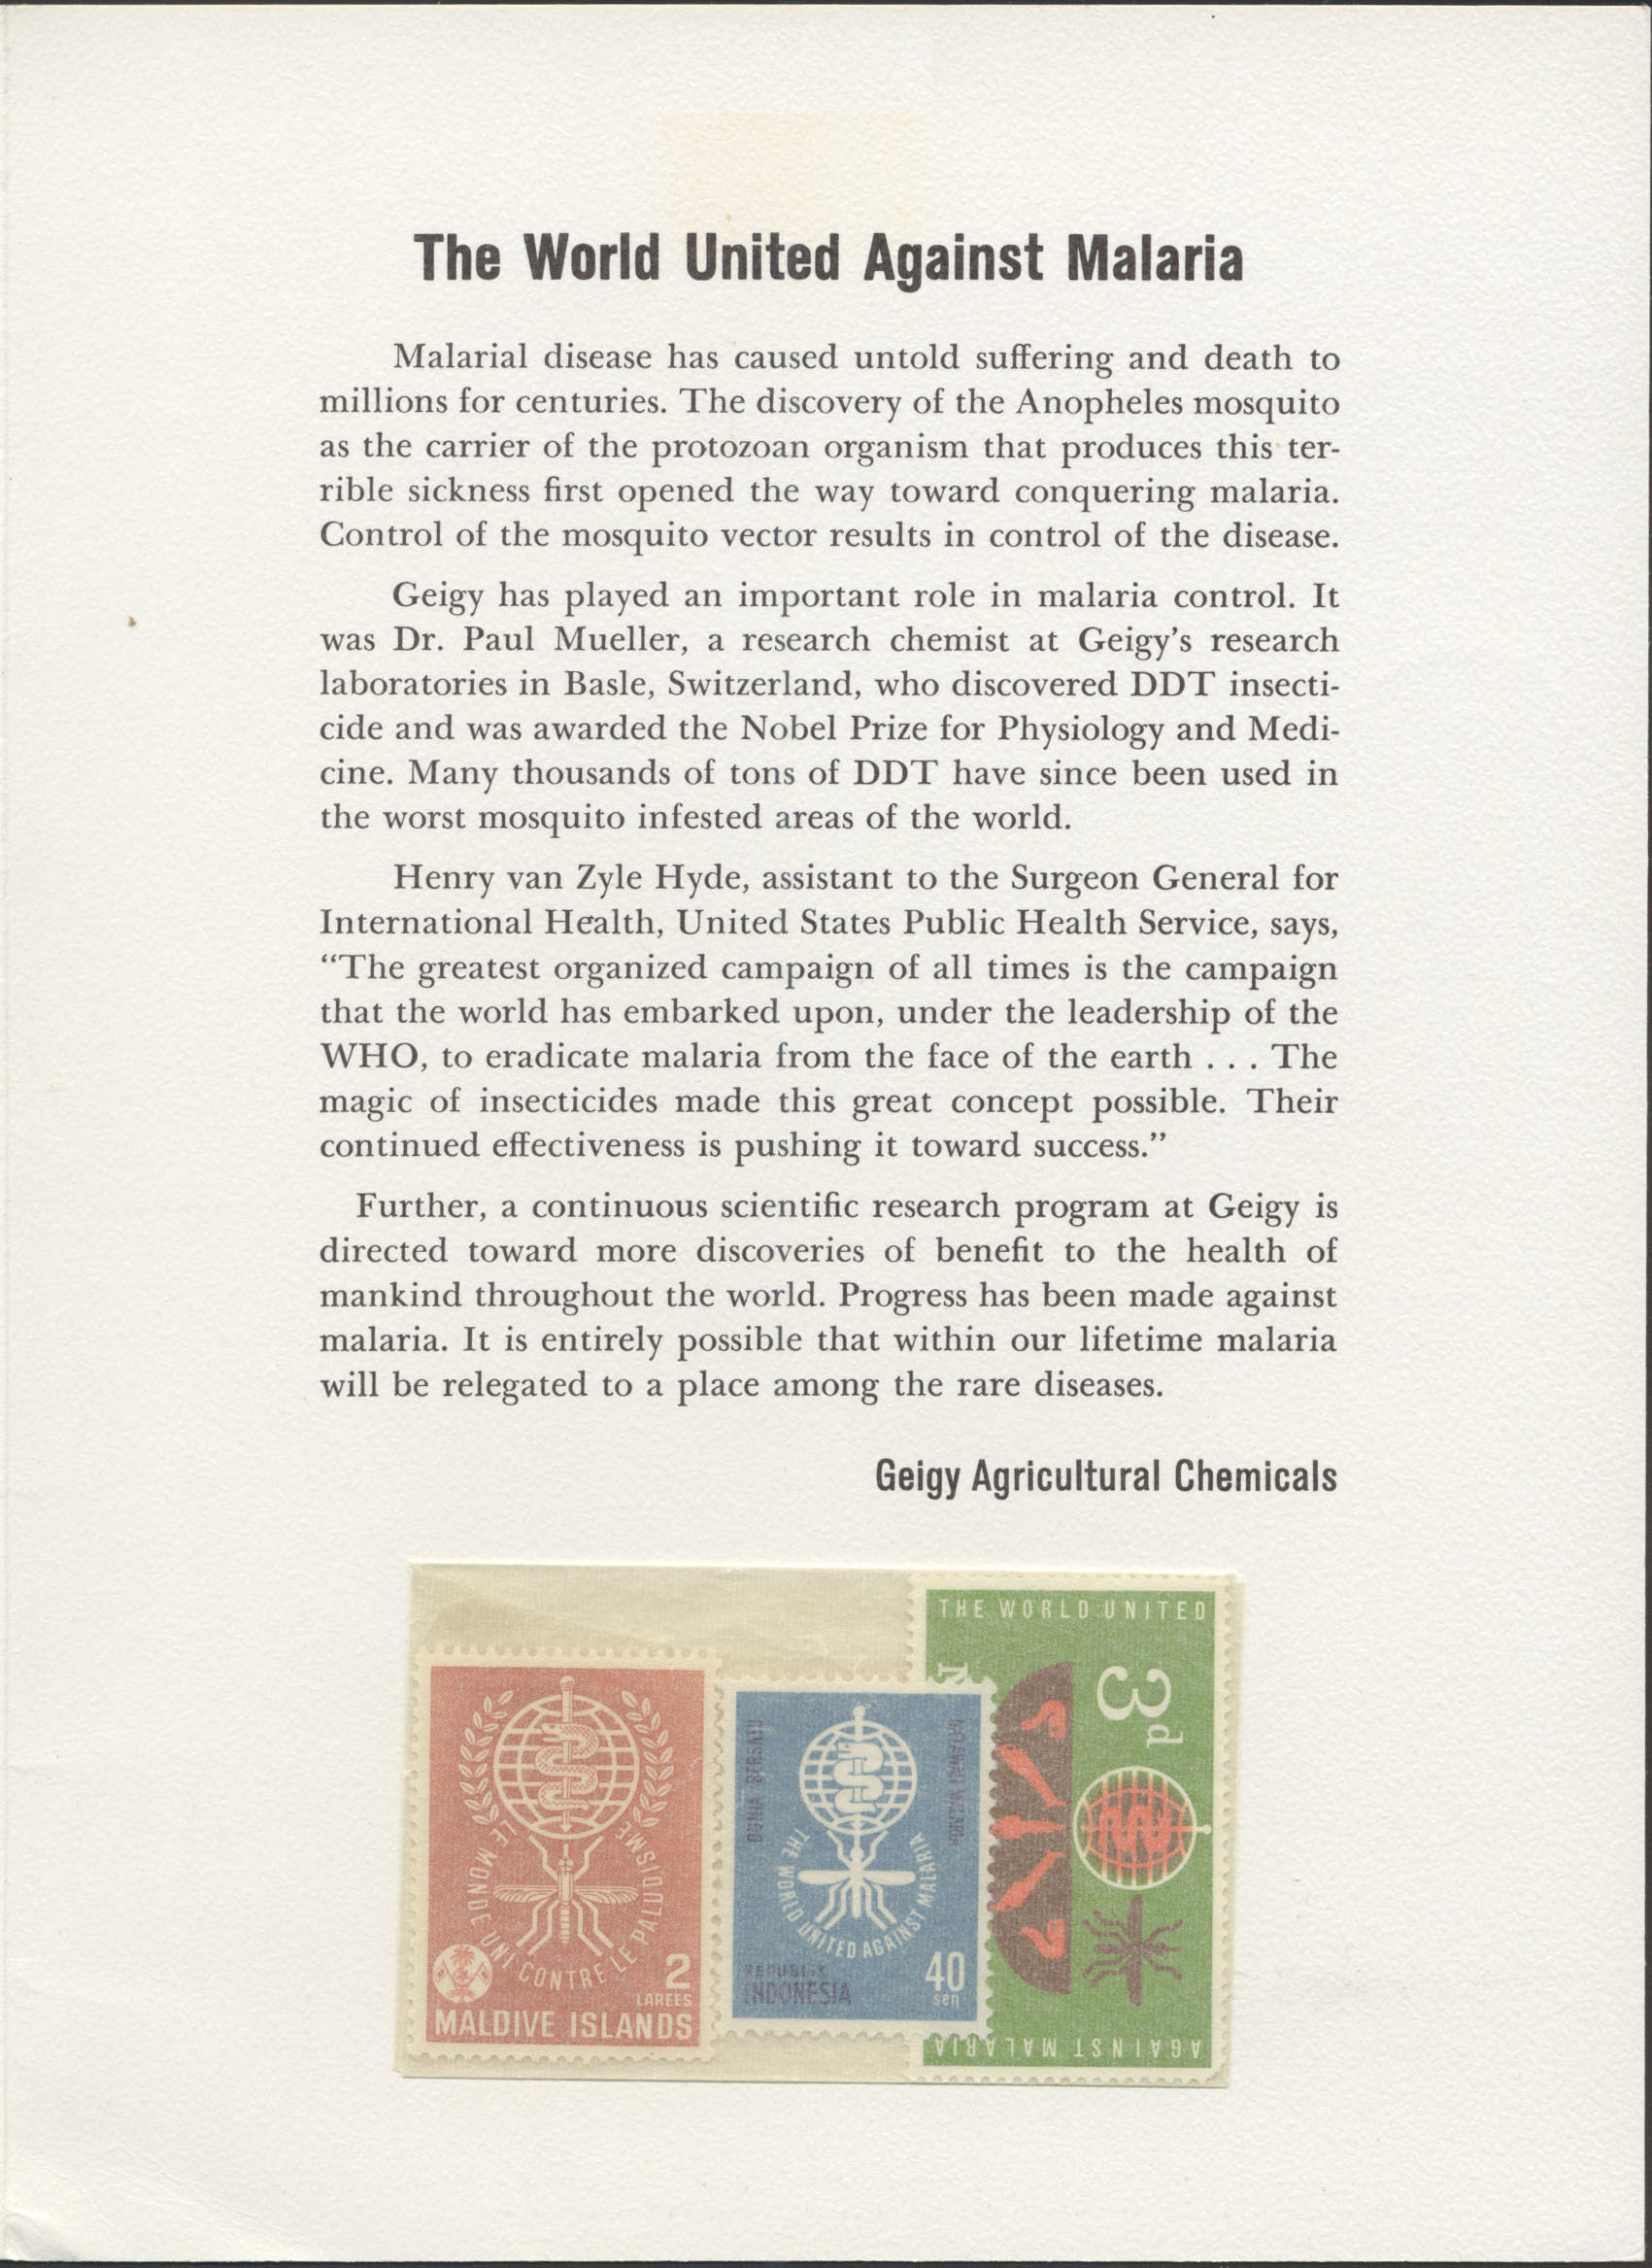 The World United Against Malaria
Malarial disease has caused untold suffering and death to
millions for centuries. The discovery of the Anopheles mosquito
as the carrier of the protozoan organism that produces this ter-
rible sickness first opened the way toward conquering malaria.
Control of the mosquito vector results in control of the disease.
Geigy has played an important role in malaria control. It
was Dr. Paul Mueller, a research chemist at Geigy's research
laboratories in Basle, Switzerland, who discovered DDT insecti-
cide and was awarded the Nobel Prize for Physiology and Medi-
cine. Many thousands of tons of DDT have since been used in
the worst mosquito infested areas of the world.
Henry van Zyle Hyde, assistant to the Surgeon General for
International Health, United States Public Health Service, says,
“The greatest organized campaign of all times is the campaign
that the world has embarked upon, under the leadership of the
WHO, to eradicate malaria from the face of the earth . . . The
magic of insecticides made this great concept possible. Their
continued effectiveness is pushing it toward success.”
Further, a continuous scientific research program at Geigy is
directed toward more discoveries of benefit to the health of
mankind throughout the world. Progress has been made against
malaria. It is entirely possible that within our lifetime malaria
will be relegated to a place among the rare diseases.
Geigy Agricultural Chemicals
LE MONDE UNI CONTRE LE PALUDISME
2
LAREES
MALDIVE ISLANDS
DUNIA BERSATU
MELAWAN MALARIA
THE WORLD UNITED AGAINST MALARIA
REPUBLIK
INDONESIA
40
sen
THE WORLD UNITED
3d
AGAINST MALARIA